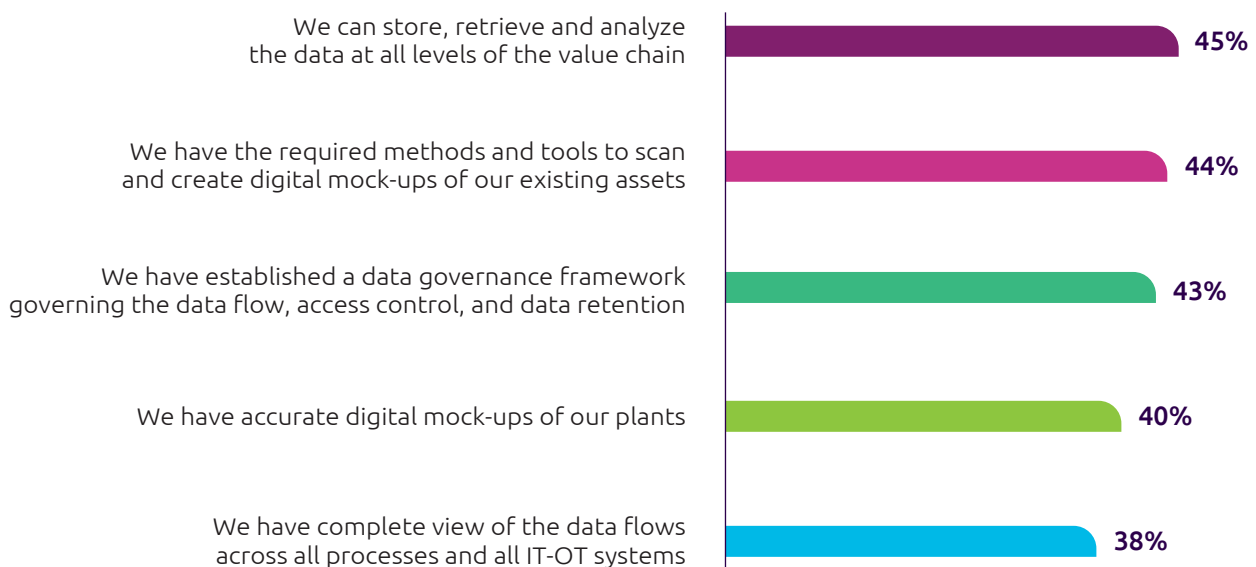 We can store, retrieve and analyze
the data at all levels of the value chain
45%
We have the required methods and tools to scan
and create digital mock-ups of our existing assets
44%
We have established a data governance framework
governing the data flow, access control, and data retention
43%
We have accurate digital mock-ups of our plants
40%
We have complete view of the data flows
across all processes and all IT-OT systems
38%